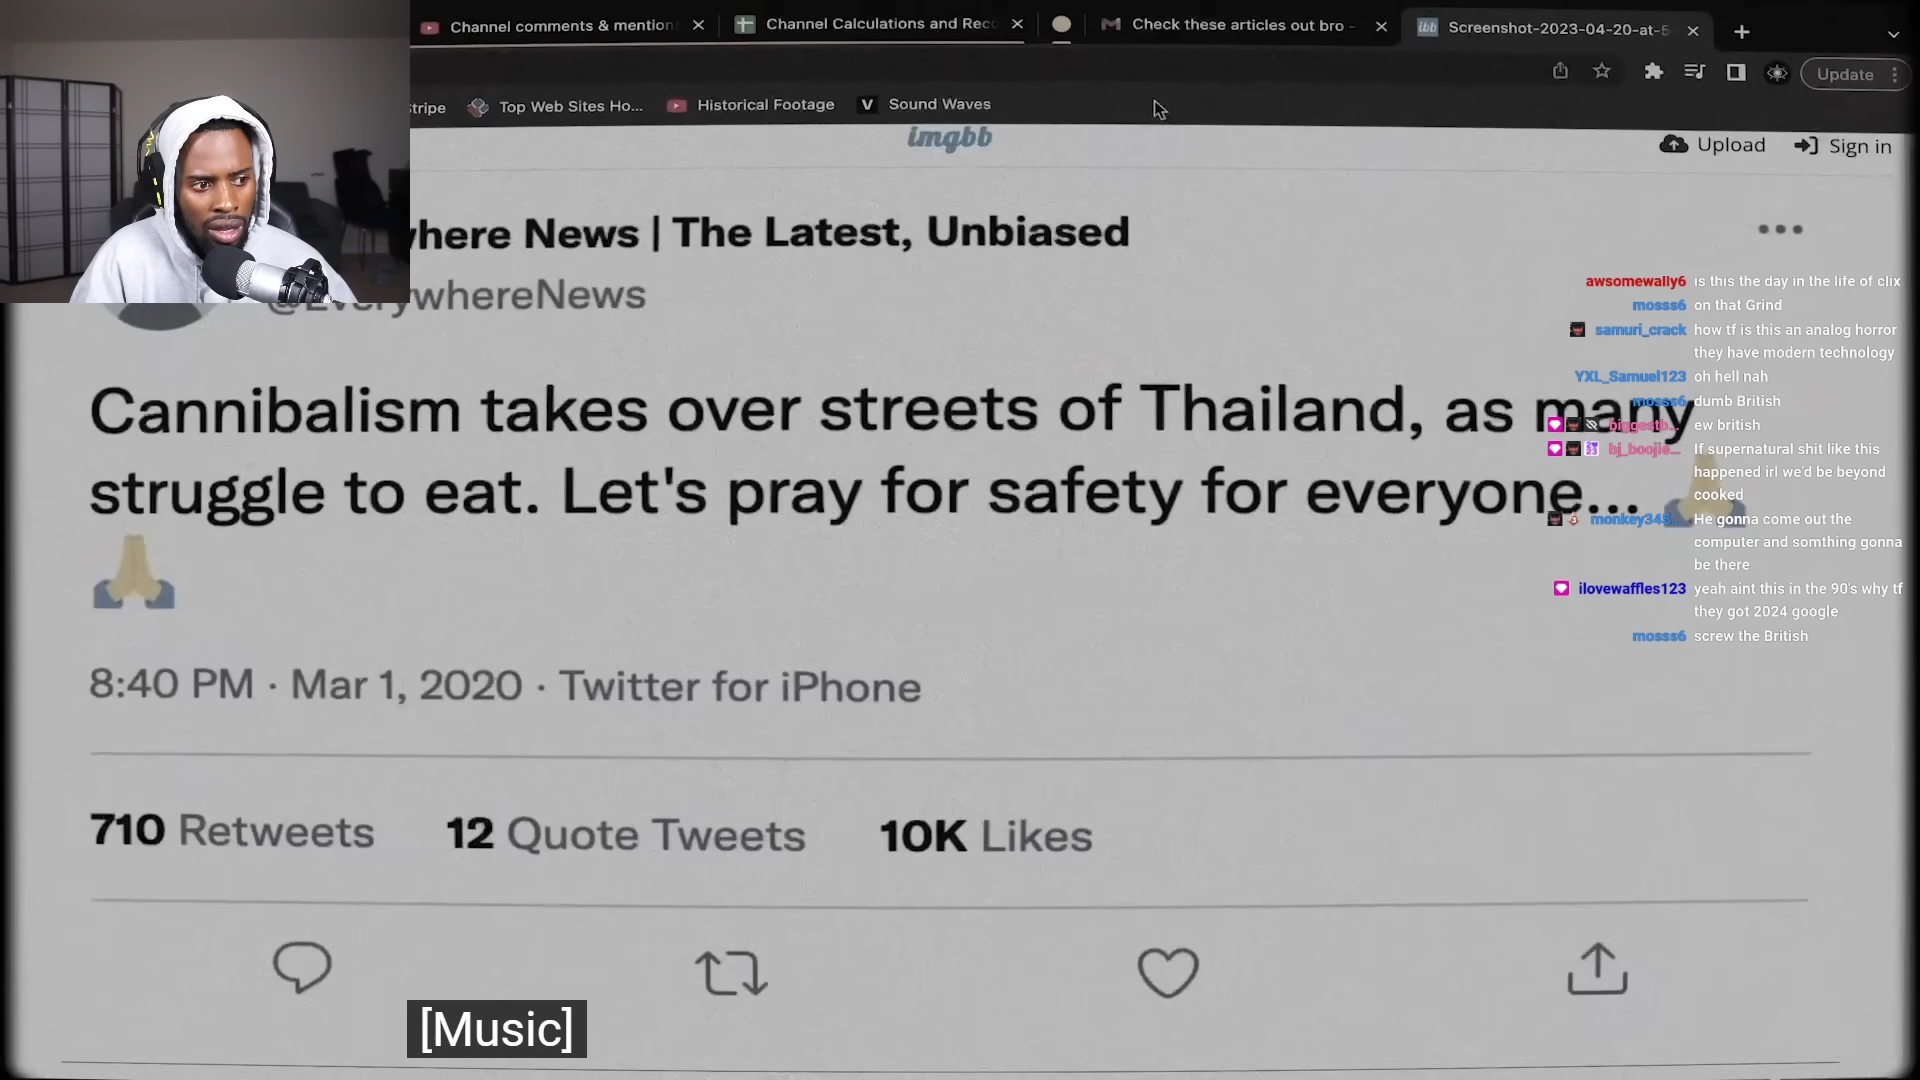 Channel comments & mention
Channel Calculations and Reco
Check these articles out bro -
Screenshot-2023-04-20-at-5-
Update
tripe
Top Web Sites Ho...
Historical Footage
Sound Waves
imgbb
Upload
Sign in
where News | The Latest, Unbiased
@EverywhereNews
Cannibalism takes over streets of Thailand, as many
struggle to eat. Let's pray for safety for everyone... 🙏🏼
🙏🏼
8:40 PM · Mar 1, 2020 · Twitter for iPhone
710 Retweets 12 Quote Tweets 10K Likes
awsomewally6 is this the day in the life of clix
mosss6 on that Grind
samuri_crack how tf is this an analog horror
they have modern technology
YXL_Samuel123 oh hell nah
mosss6 dumb British
biggestb... ew british
bj_boojie... If supernatural shit like this
happened irl we'd be beyond
cooked
monkey345... He gonna come out the
computer and somthing gonna
be there
ilovewaffles123 yeah aint this in the 90's why tf
they got 2024 google
mosss6 screw the British
[Music]